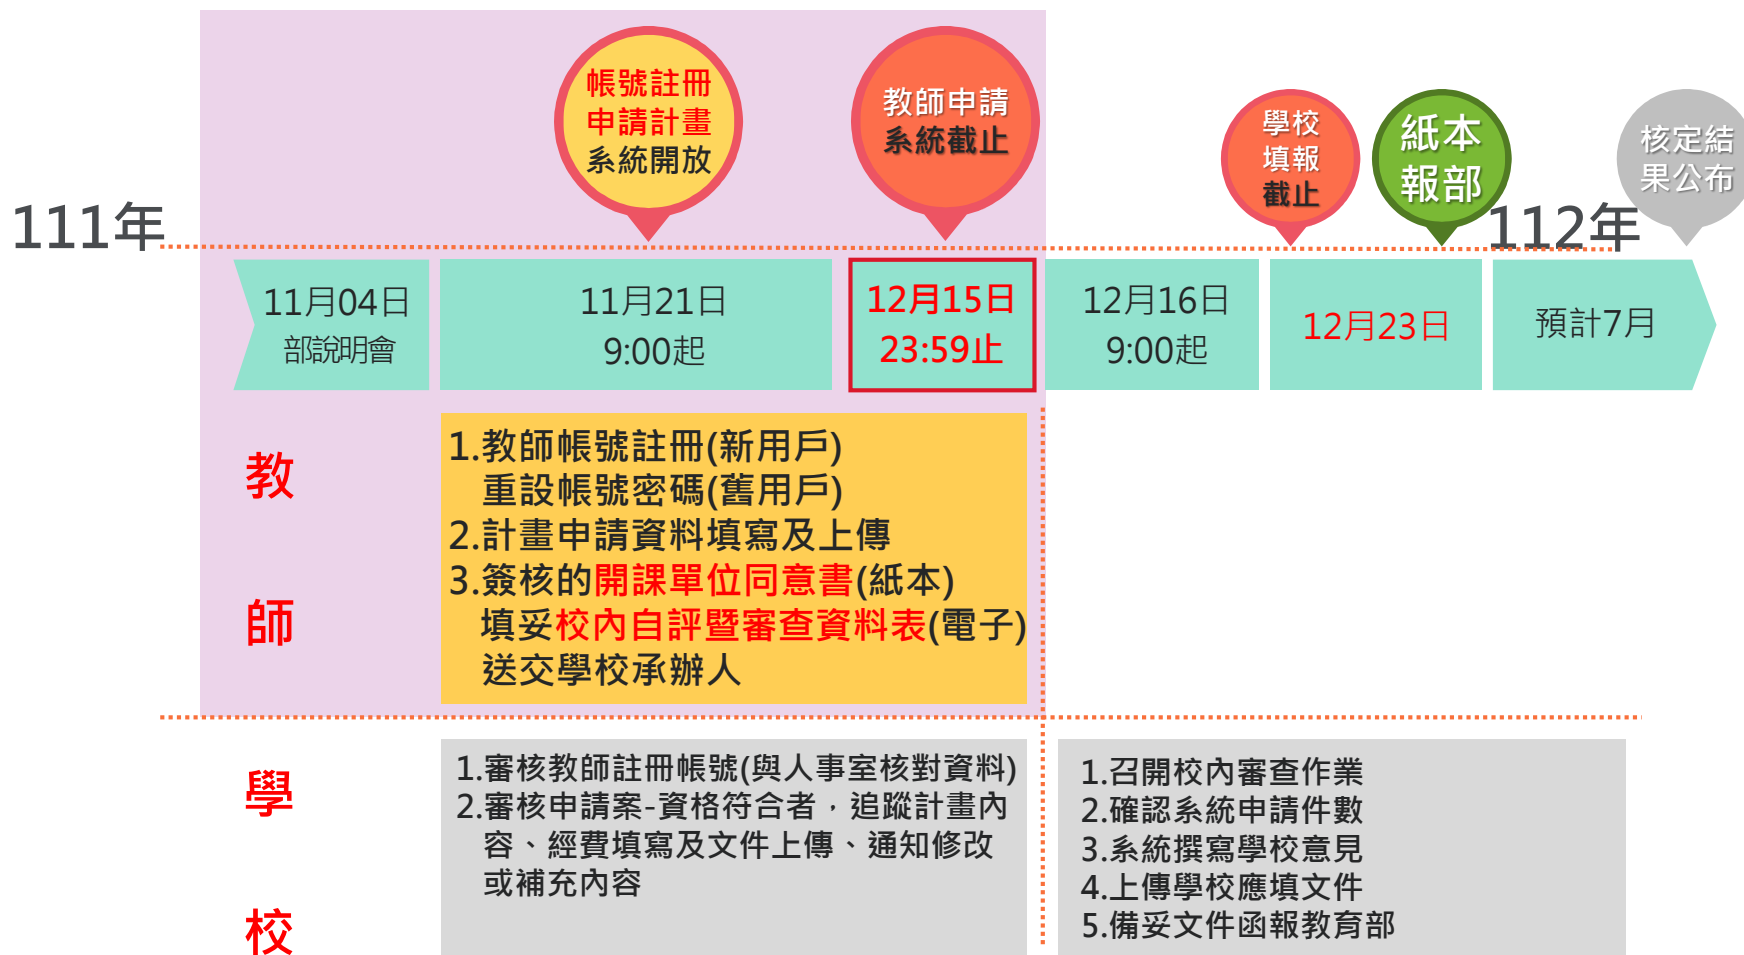 帳號註冊
申請計畫
系統開放
教師申請
系統截止
學校
填報
截止
紙本
報部
核定結
果公布
111年
112年
11月04日
部說明會
11月21日
9:00起
12月15日
23:59止
12月16日
9:00起
12月23日
預計7月
教
師
1.教師帳號註冊(新用戶)
重設帳號密碼(舊用戶)
2.計畫申請資料填寫及上傳
3.簽核的開課單位同意書(紙本)
填妥校內自評暨審查資料表(電子)
送交學校承辦人
學
校
1.審核教師註冊帳號(與人事室核對資料)
2.審核申請案-資格符合者，追蹤計畫內
容、經費填寫及文件上傳、通知修改
或補充內容
1.召開校內審查作業
2.確認系統申請件數
3.系統撰寫學校意見
4.上傳學校應填文件
5.備妥文件函報教育部